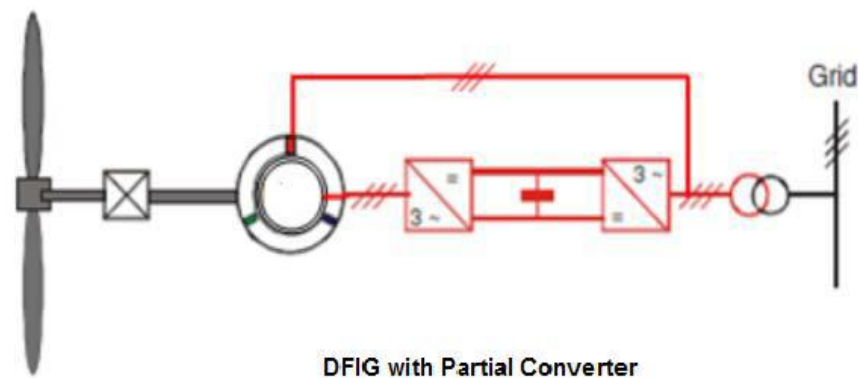 Grid
=
3 ~
3 ~
=
DFIG with Partial Converter